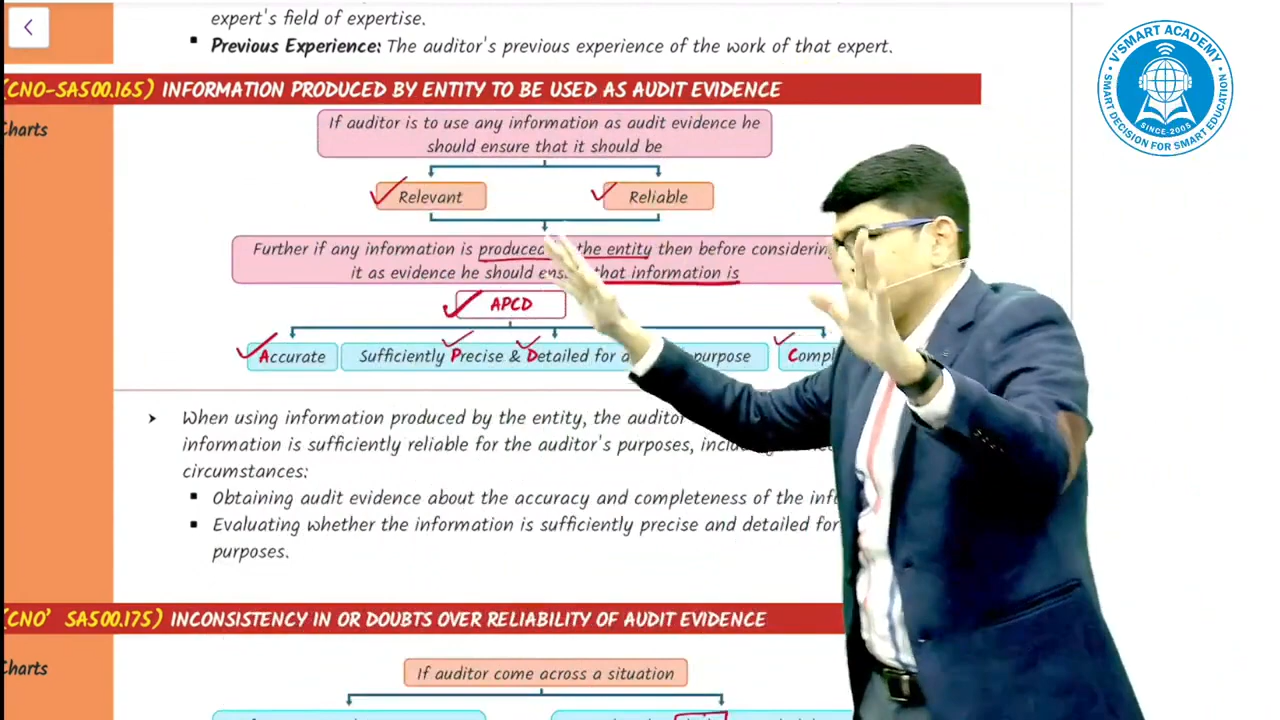 expert's field of expertise.
▪ Previous Experience: The auditor's previous experience of the work of that expert.
V'SMART ACADEMY
SMART DECISION FOR SMART EDUCATION
SINCE-2005
(CNO-SA500.165) INFORMATION PRODUCED BY ENTITY TO BE USED AS AUDIT EVIDENCE
Charts
If auditor is to use any information as audit evidence he
should ensure that it should be
Relevant
Reliable
Further if any information is produced the entity then before considering
it as evidence he should that information is
APCD
Accurate
Sufficiently Precise & Detailed for purpose
➤ When using information produced by the entity, the auditor
information is sufficiently reliable for the auditor's purposes,
circumstances:
▪ Obtaining audit evidence about the accuracy and completeness of the
▪ Evaluating whether the information is sufficiently precise and detailed for
purposes.
(CNO' SA500.175) INCONSISTENCY IN OR DOUBTS OVER RELIABILITY OF AUDIT EVIDENCE
Charts
If auditor come across a situation